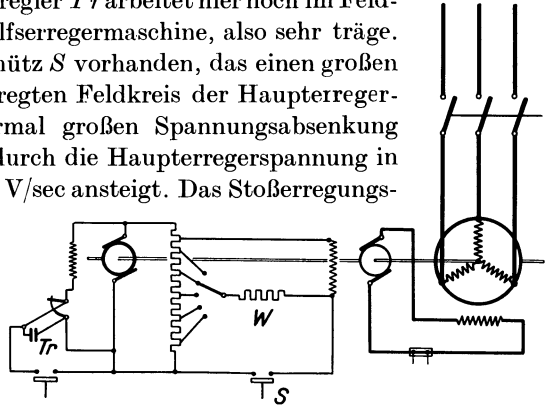 regler Tr arbeitet hier noch im Feld-
lfserregermaschine, also sehr träge.
nütz S vorhanden, das einen großen
regten Feldkreis der Haupterreger-
rmal großen Spannungsabsenkung
durch die Haupterregerspannung in
V/sec ansteigt. Das Stoßerregungs-
W
Tr
S